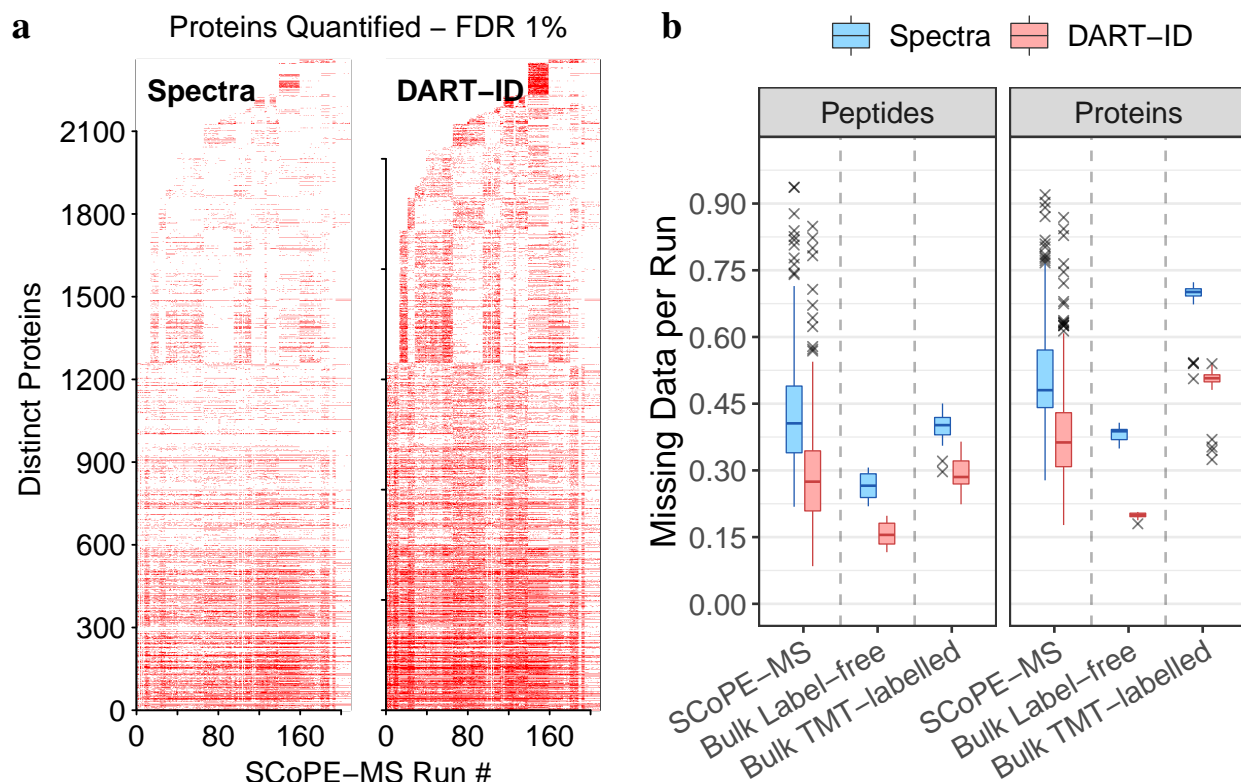 a
Proteins Quantified – FDR 1%
Spectra
DART–ID
Distinct Proteins
2100
1800
1500
1200
900
600
300
0
0 80 160
0 80 160
SCoPE–MS Run #
b
Spectra DART–ID
Peptides Proteins
Missing Data per Run
0.90
0.75
0.60
0.45
0.30
0.15
0.00
SCoPE–MS
Bulk Label–free
Bulk TMT–labelled
SCoPE–MS
Bulk Label–free
Bulk TMT–labelled